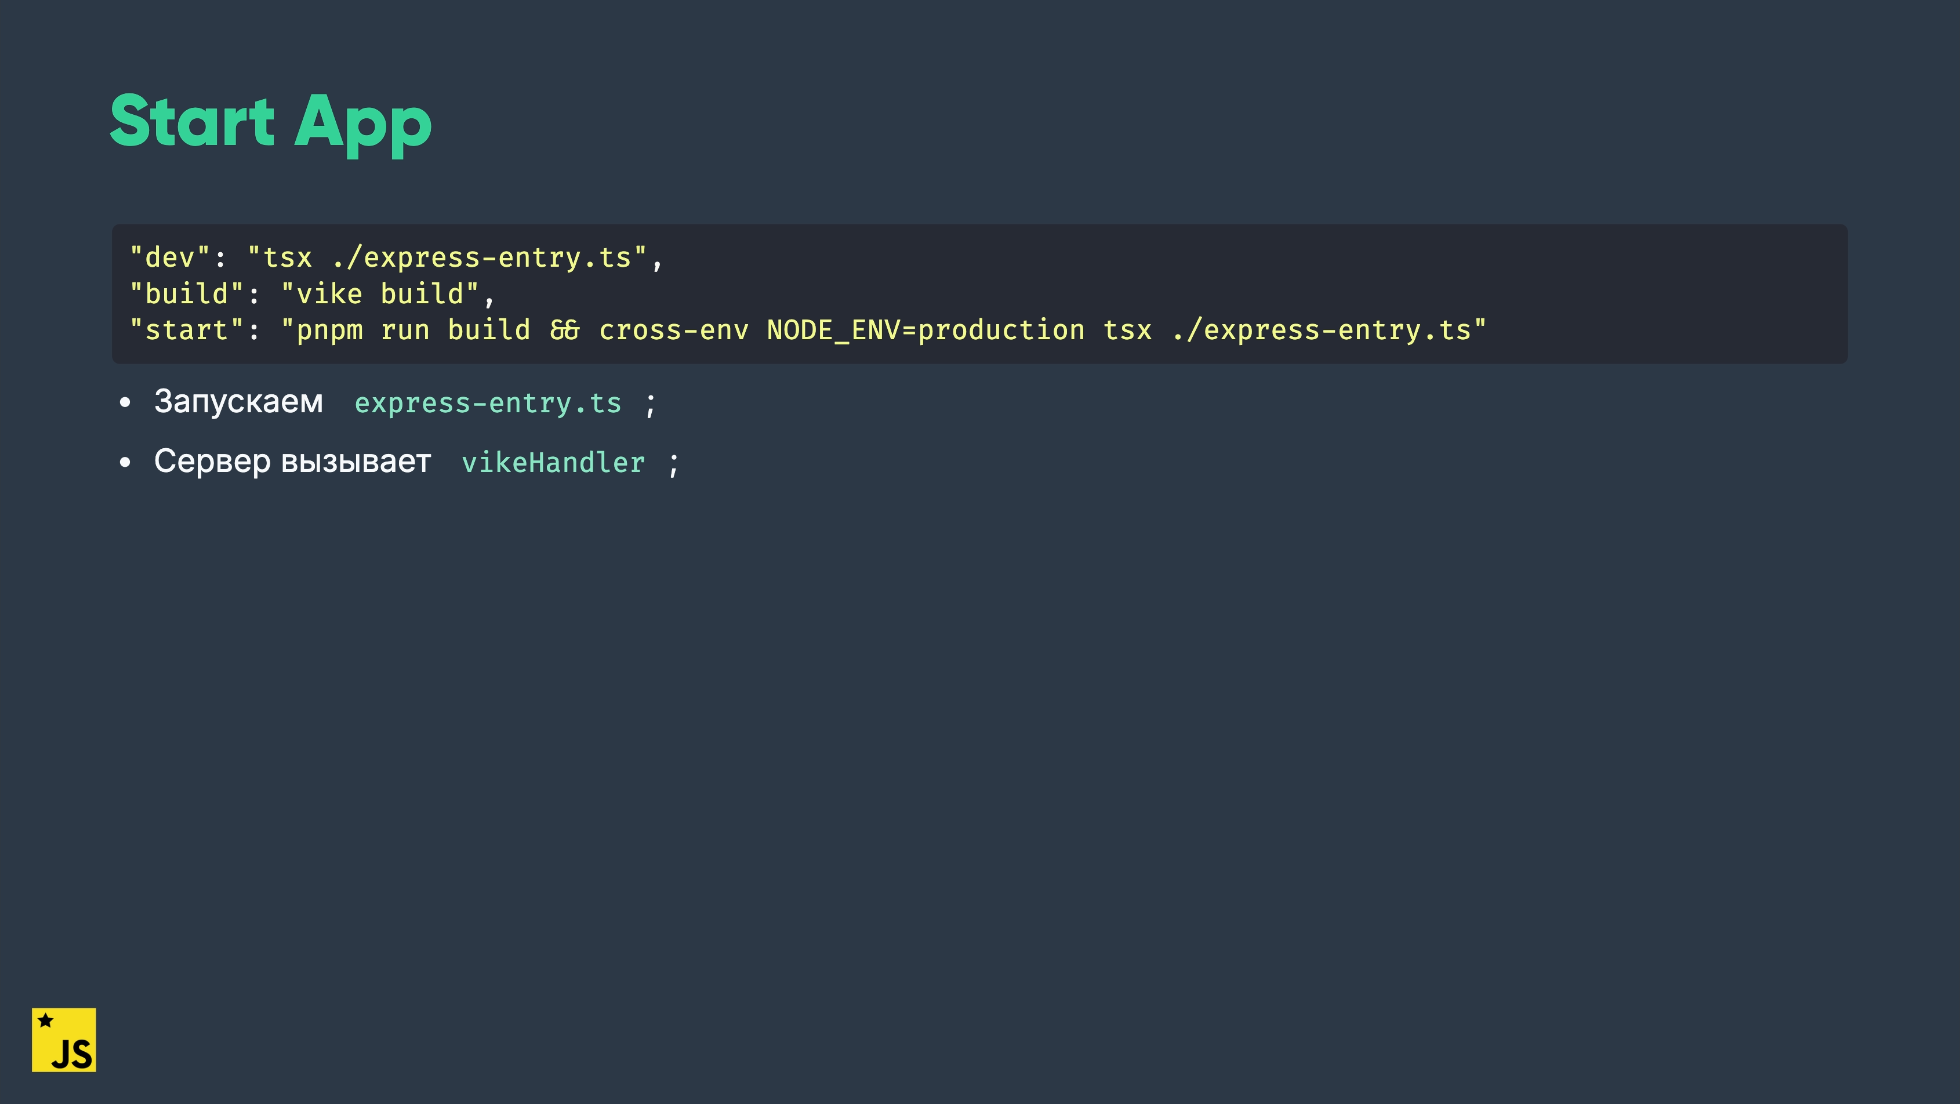 Start App
"dev": "tsx ./express-entry.ts",
"build": "vike build",
"start": "pnpm run build && cross-env NODE_ENV=production tsx ./express-entry.ts"
• Запускаем express-entry.ts ;
• Сервер вызывает vikeHandler ;
JS